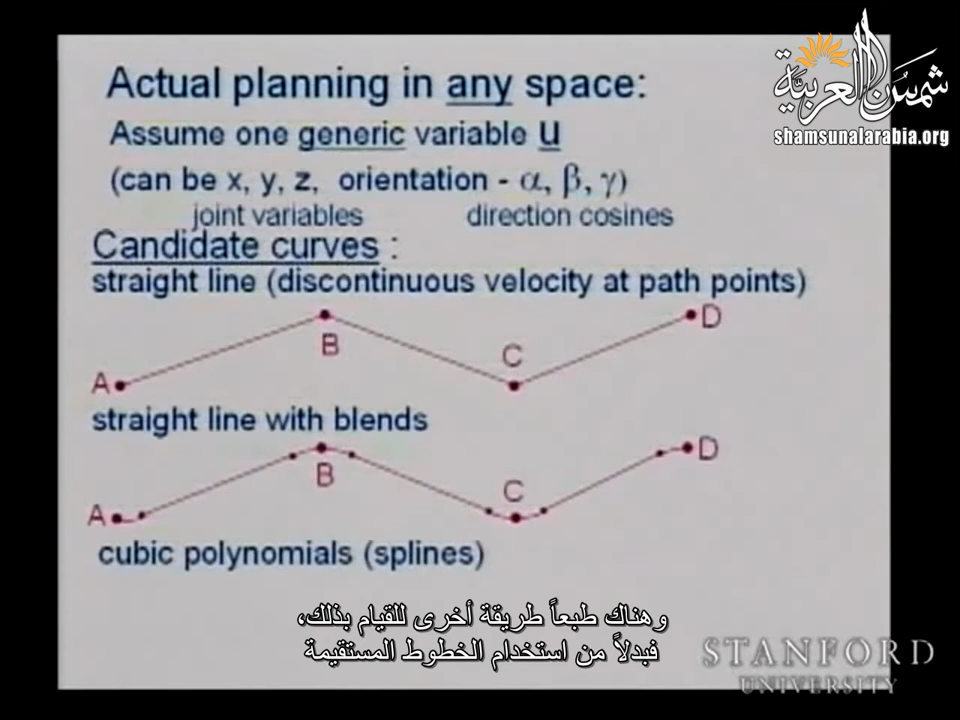 شمس العربية
shamsunalarabia.org
Actual planning in any space:
Assume one generic variable u
(can be x, y, z, orientation - α, β, γ)
joint variables direction cosines
Candidate curves :
straight line (discontinuous velocity at path points)
A B C D
straight line with blends
A B C D
cubic polynomials (splines)
وهناك طبعاً طريقة أخرى للقيام بذلك،
فبدلاً من استخدام الخطوط المستقيمة
STANFORD
UNIVERSITY